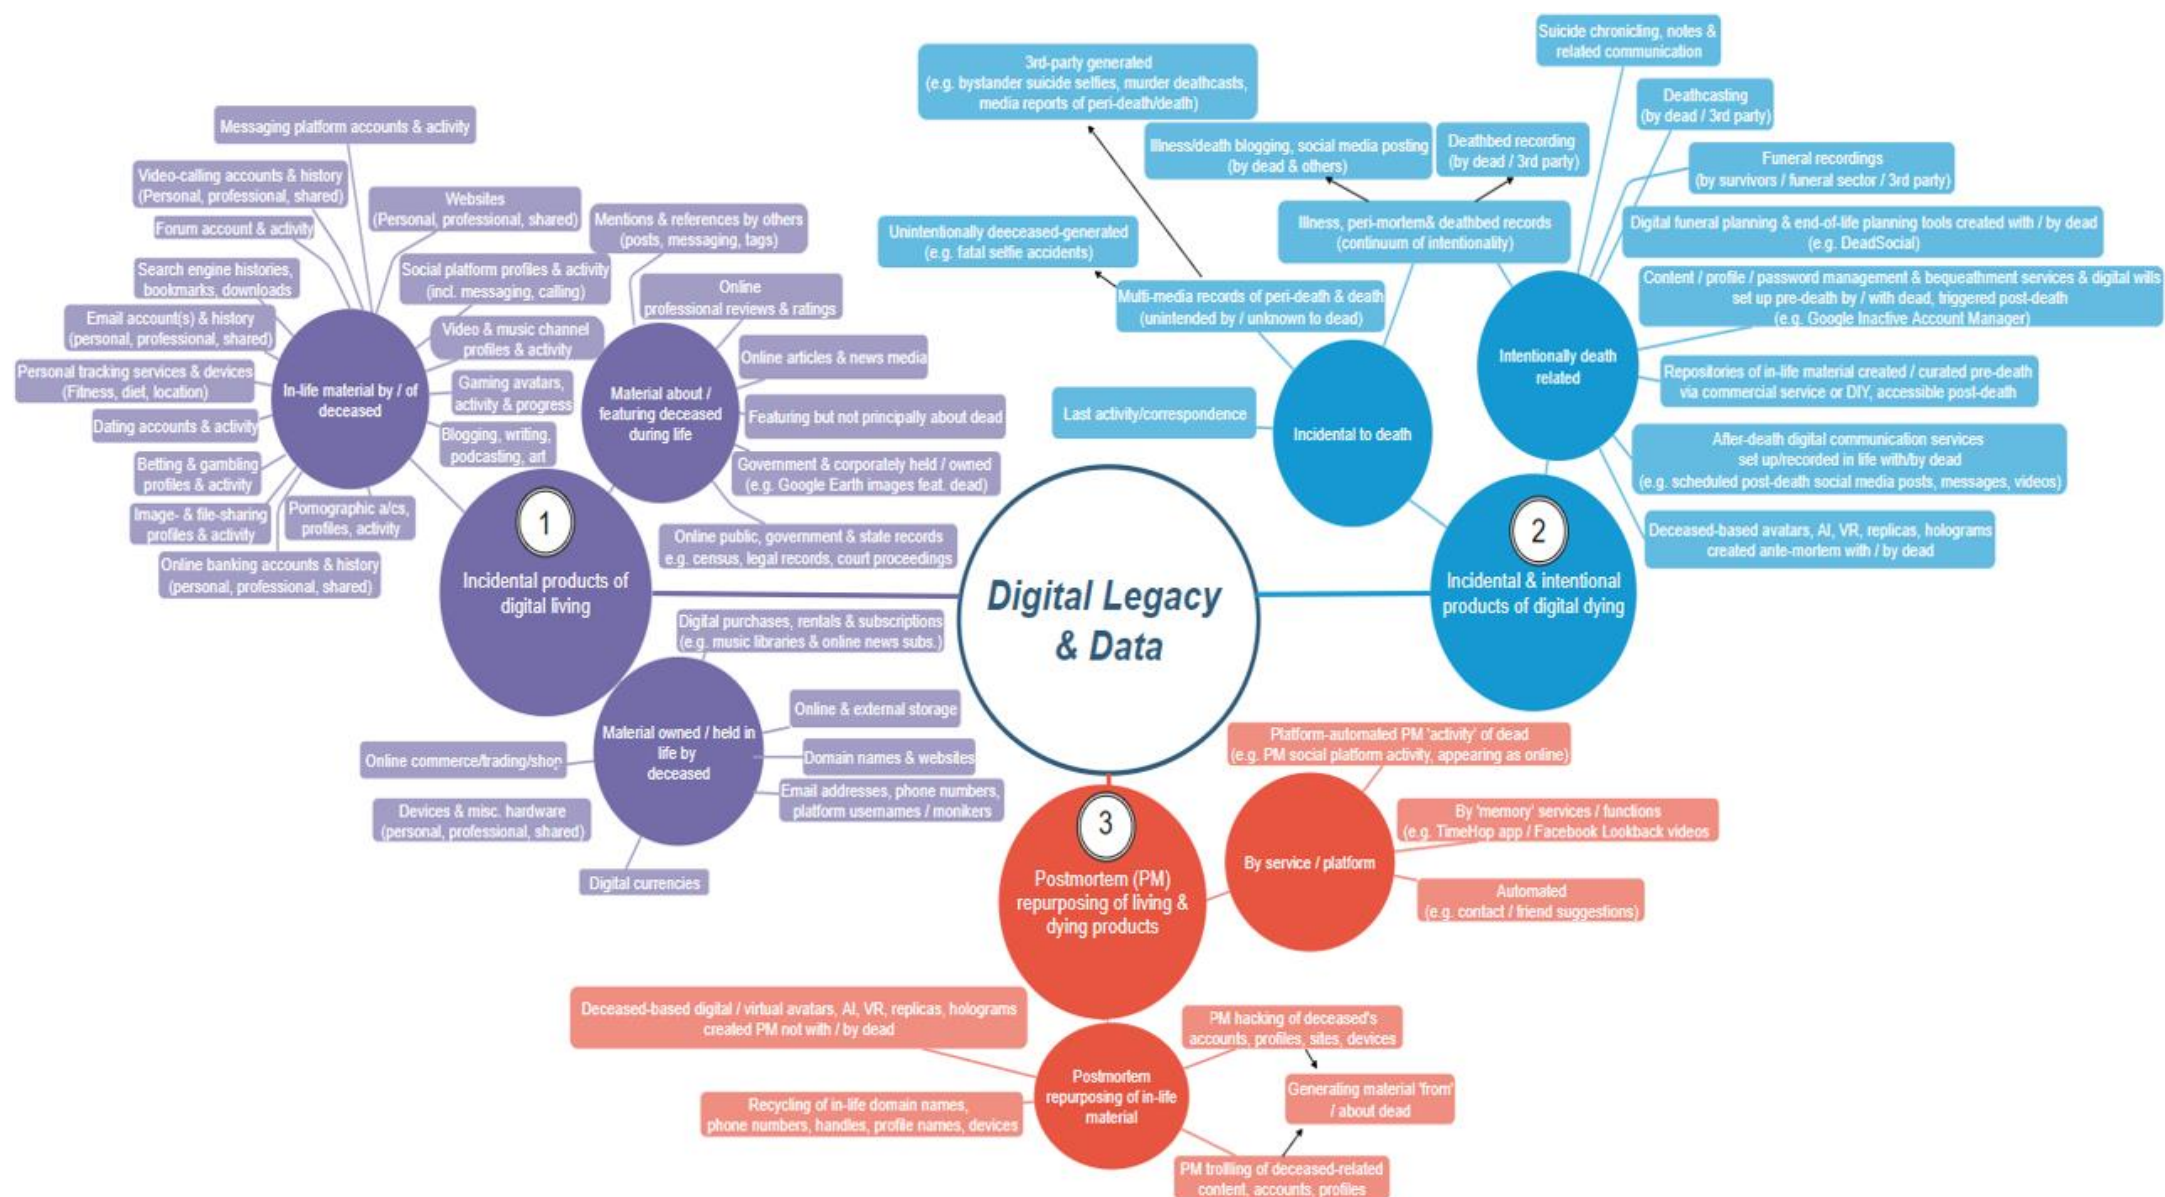 Messaging platform accounts & activity
Video-calling accounts & history
(Personal, professional, shared)
Forum account & activity
Search engine histories,
bookmarks, downloads
Email account(s) & history
(personal, professional, shared)
Personal tracking services & devices
(Fitness, diet, location)
Dating accounts & activity
Betting & gambling
profiles & activity
Image- & file-sharing
profiles & activity
Online banking accounts & history
(personal, professional, shared)
Pornographic a/cs,
profiles, activity
Blogging, writing,
podcasting, art
Gaming avatars,
activity & progress
Video & music channel
profiles & activity
Social platform profiles & activity
(incl. messaging, calling)
Websites
(Personal, professional, shared)
In-life material by / of
deceased
Mentions & references by others
(posts, messaging, tags)
Online
professional reviews & ratings
Online articles & news media
Featuring but not principally about dead
Government & corporately held / owned
(e.g. Google Earth images feat. dead)
Online public, government & state records
e.g. census, legal records, court proceedings
Material about /
featuring deceased
during life
1
Incidental products of
digital living
Digital purchases, rentals & subscriptions
(e.g. music libraries & online news subs.)
Online & external storage
Domain names & websites
Email addresses, phone numbers,
platform usernames / monikers
Material owned / held in
life by
deceased
Online commerce/trading/shop
Devices & misc. hardware
(personal, professional, shared)
Digital currencies
Digital Legacy
& Data
3rd-party generated
(e.g. bystander suicide selfies, murder deathcasts,
media reports of peri-death/death)
Illness/death blogging, social media posting
(by dead & others)
Deathbed recording
(by dead / 3rd party)
Unintentionally deeceased-generated
(e.g. fatal selfie accidents)
Illness, peri-mortem& deathbed records
(continuum of intentionality)
Multi-media records of peri-death & death
(unintended by / unknown to dead)
Last activity/correspondence
Incidental to death
Suicide chronicling, notes &
related communication
Deathcasting
(by dead / 3rd party)
Funeral recordings
(by survivors / funeral sector / 3rd party)
Digital funeral planning & end-of-life planning tools created with / by dead
(e.g. DeadSocial)
Content / profile / password management & bequeathment services & digital wills
set up pre-death by / with dead, triggered post-death
(e.g. Google Inactive Account Manager)
Intentionally death
related
Repositories of in-life material created / curated pre-death
via commercial service or DIY, accessible post-death
After-death digital communication services
set up/recorded in life with/by dead
(e.g. scheduled post-death social media posts, messages, videos)
Deceased-based avatars, AI, VR, replicas, holograms
created ante-mortem with / by dead
2
Incidental & intentional
products of digital dying
Platform-automated PM 'activity' of dead
(e.g. PM social platform activity, appearing as online)
By 'memory' services / functions
(e.g. TimeHop app / Facebook Lookback videos
Automated
(e.g. contact / friend suggestions)
By service / platform
3
Postmortem (PM)
repurposing of living &
dying products
Deceased-based digital / virtual avatars, AI, VR, replicas, holograms
created PM not with / by dead
Recycling of in-life domain names,
phone numbers, handles, profile names, devices
Postmortem
repurposing of in-life
material
PM hacking of deceased's
accounts, profiles, sites, devices
Generating material 'from'
/ about dead
PM trollling of deceased-related
content, accounts, profiles